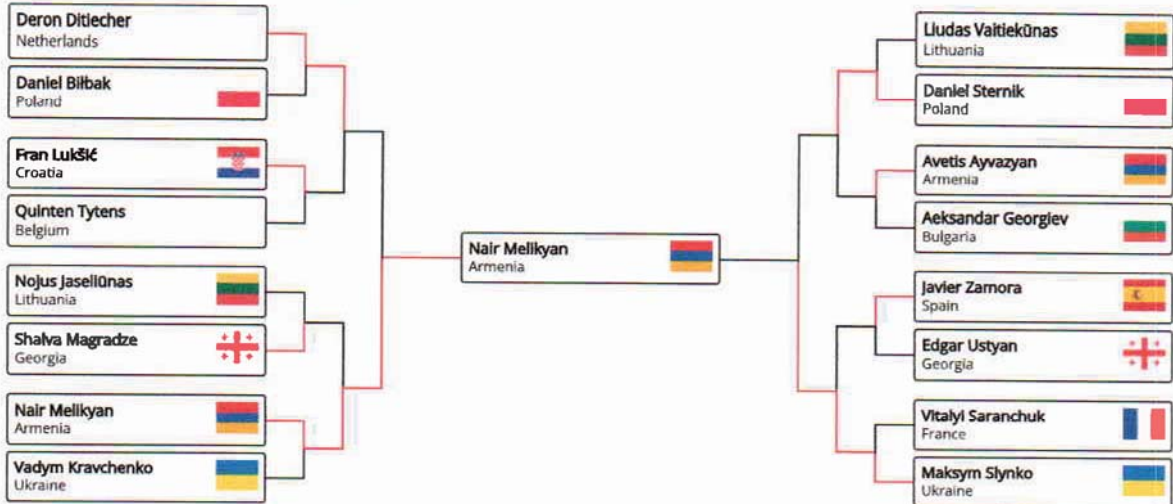 Deron Ditlecher
Netherlands
Daniel Biłbak
Poland
Fran Lukšić
Croatia
Quinten Tytens
Belgium
Nojus Jaseliūnas
Lithuania
Shalva Magradze
Georgia
Nair Melikyan
Armenia
Vadym Kravchenko
Ukraine
Nair Melikyan
Armenia
Liudas Vaitiekūnas
Lithuania
Daniel Sternik
Poland
Avetis Ayvazyan
Armenia
Aeksandar Georgiev
Bulgaria
Javier Zamora
Spain
Edgar Ustyan
Georgia
Vitalyi Saranchuk
France
Maksym Slynko
Ukraine